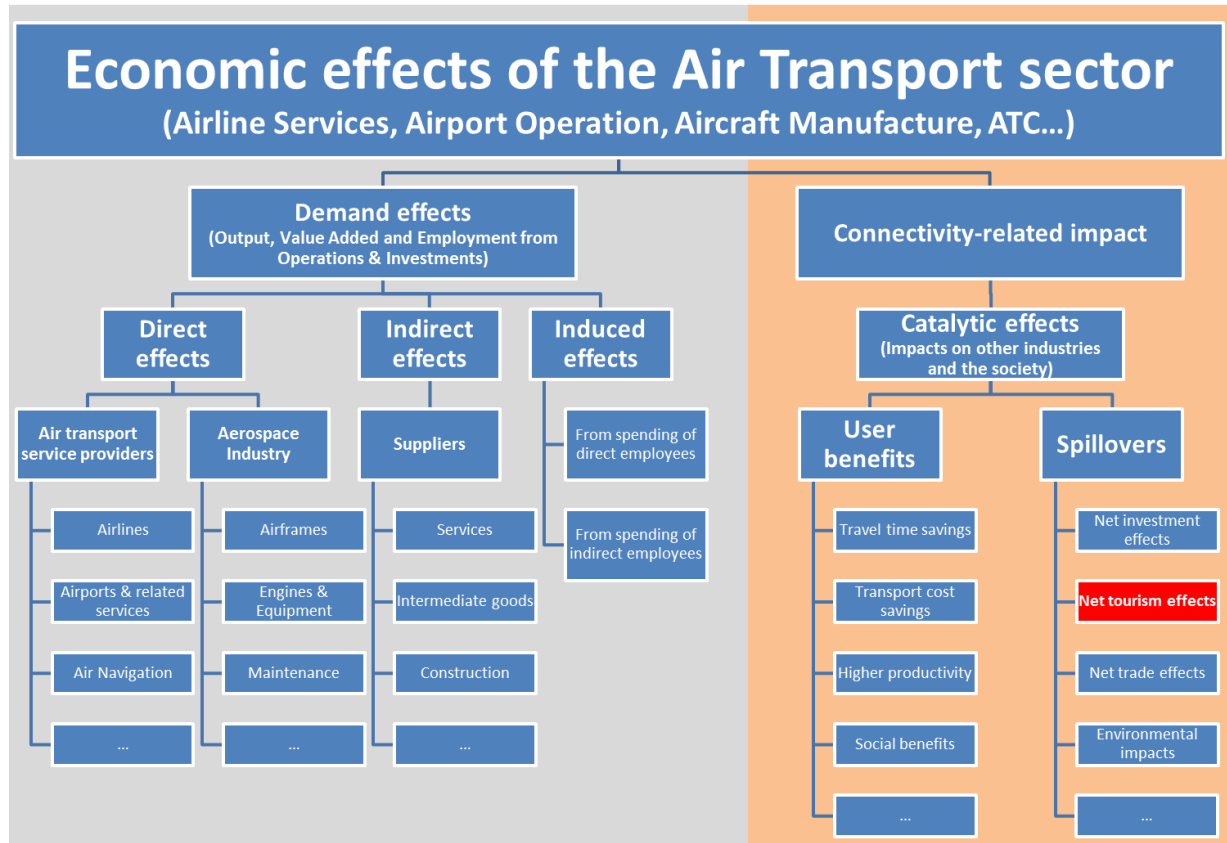 Economic effects of the Air Transport sector
(Airline Services, Airport Operation, Aircraft Manufacture, ATC…)
Demand effects
(Output, Value Added and Employment from
Operations & Investments)
Connectivity-related impact
Direct
effects
Indirect
effects
Induced
effects
Catalytic effects
(Impacts on other industries
and the society)
Air transport
service providers
Aerospace
Industry
Suppliers
From spending of
direct employees
User
benefits
Spillovers
Airlines
Airframes
Services
From spending of
indirect employees
Travel time savings
Net investment
effects
Airports & related
services
Engines &
Equipment
Intermediate goods
Transport cost
savings
Net tourism effects
Air Navigation
Maintenance
Construction
Higher productivity
Net trade effects
...
...
...
Social benefits
Environmental
impacts
...
...